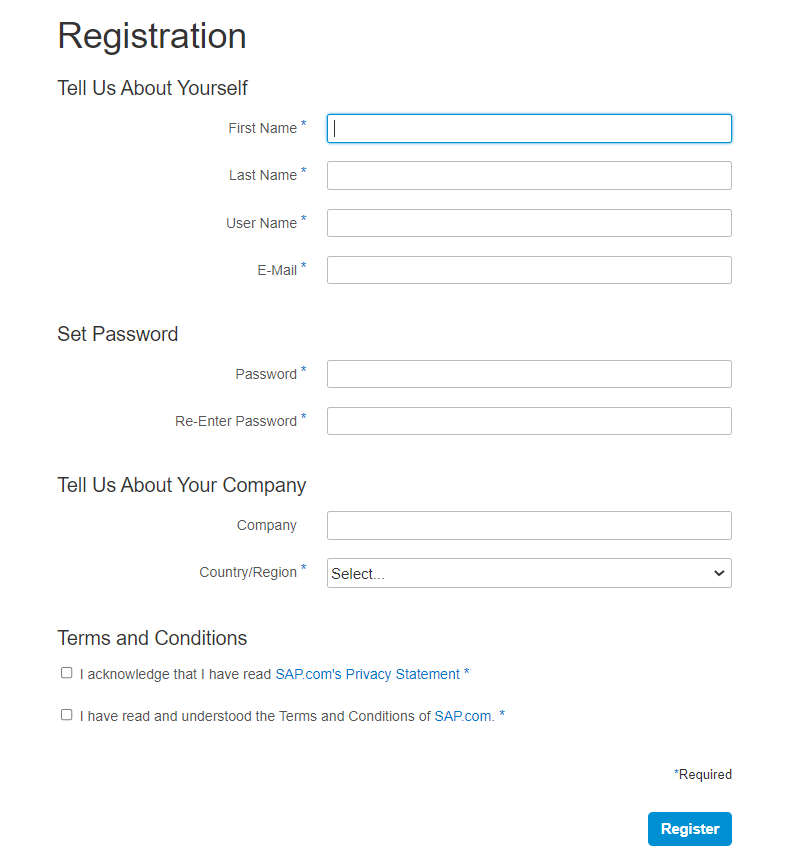 Registration
Tell Us About Yourself
First Name *
Last Name *
User Name *
E-Mail *
Set Password
Password *
Re-Enter Password *
Tell Us About Your Company
Company
Country/Region * Select...
Terms and Conditions
I acknowledge that I have read SAP.com's Privacy Statement *
I have read and understood the Terms and Conditions of SAP.com. *
*Required
Register